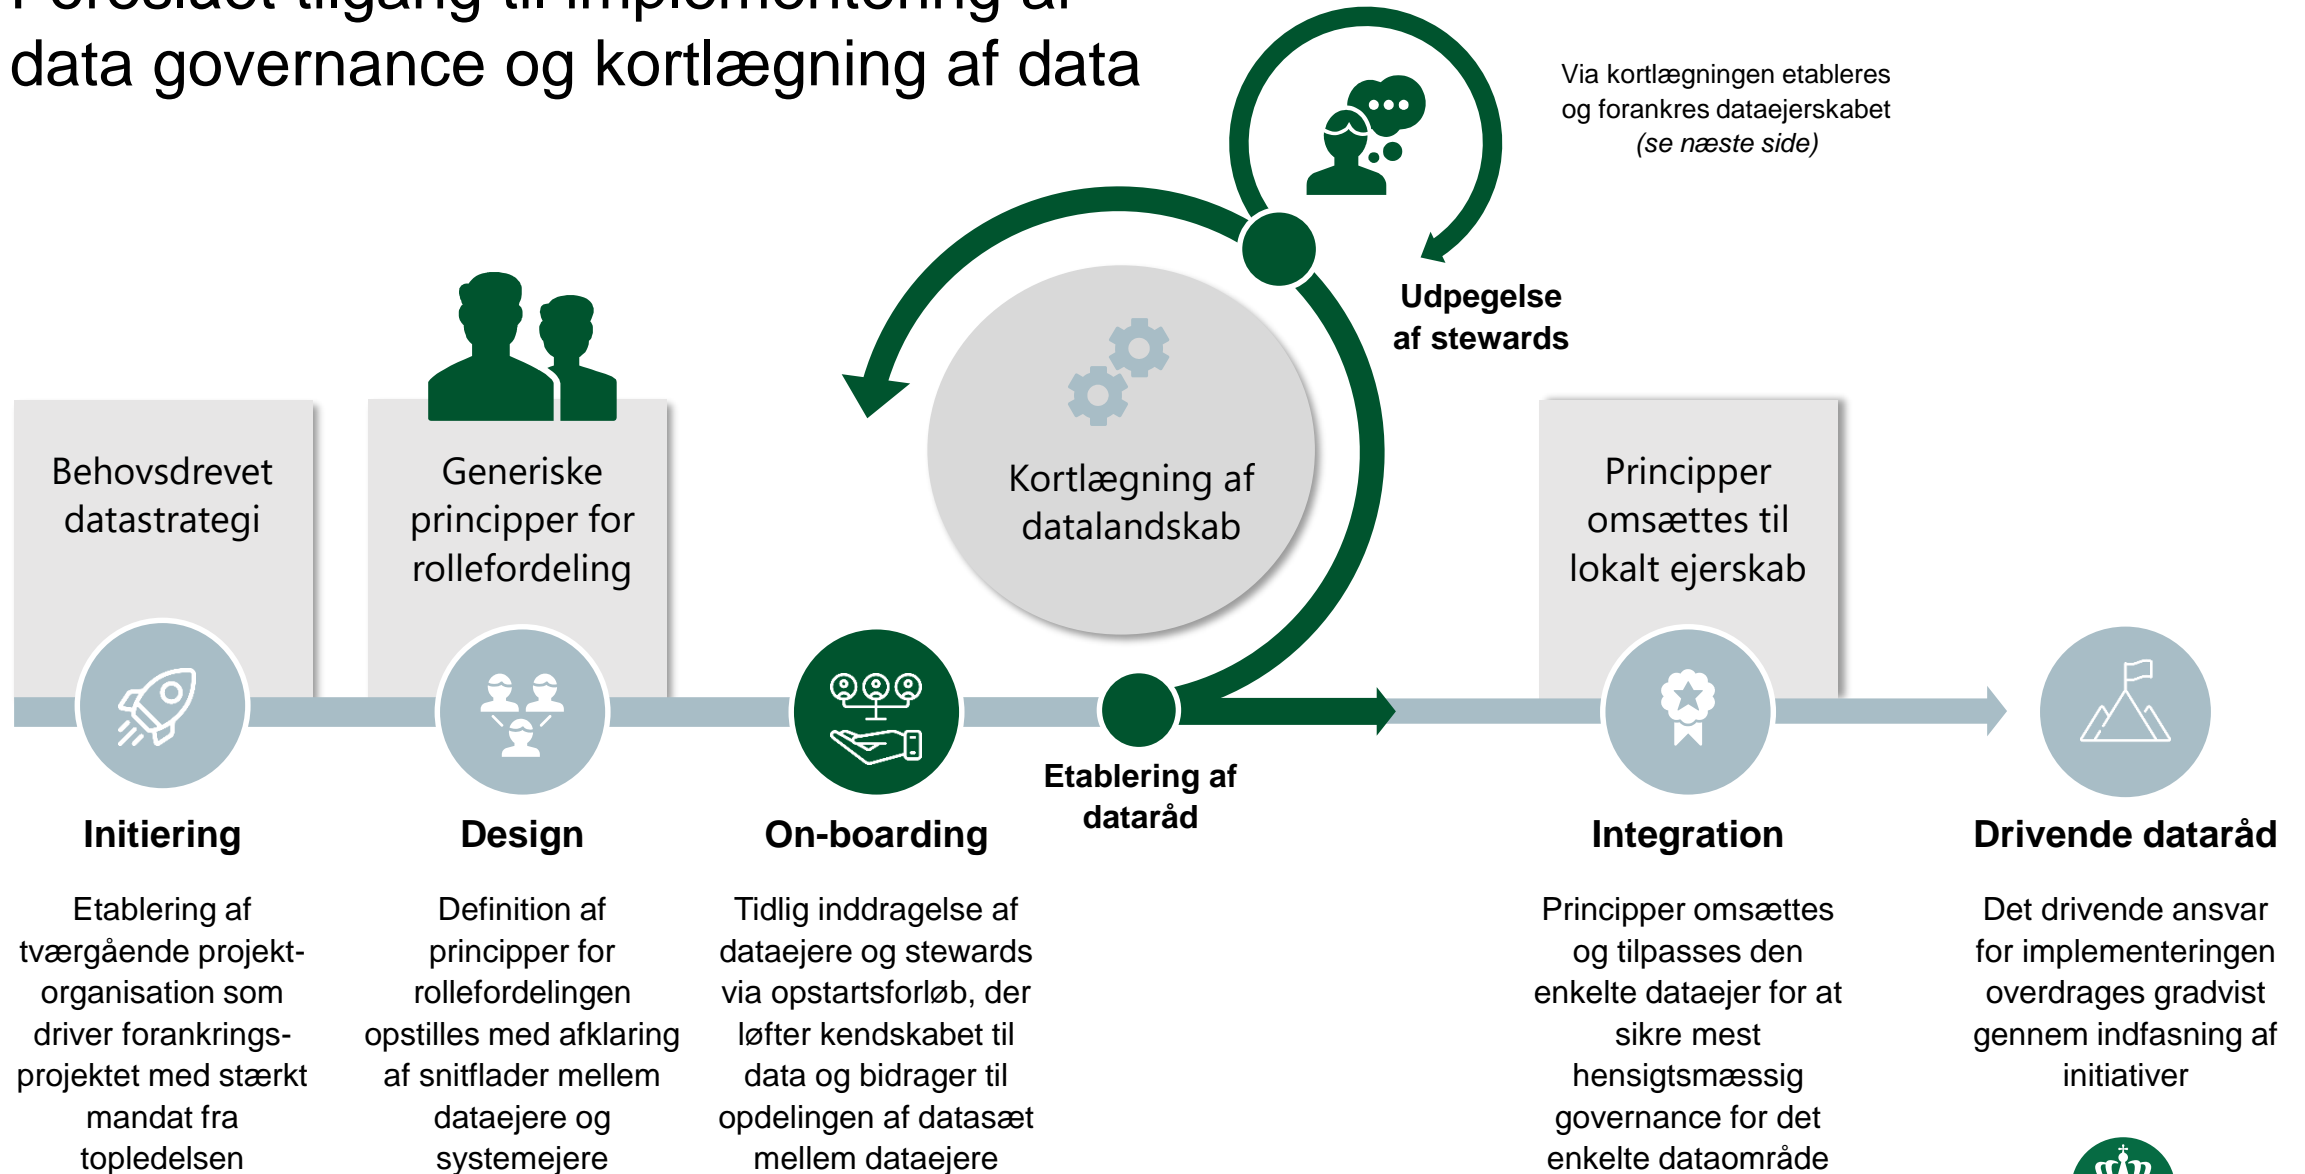 Foreslået tilgang til implementering af
data governance og kortlægning af data
Via kortlægningen etableres
og forankres dataejerskabet
(se næste side)
Udpegelse
af stewards
Behovsdrevet
datastrategi
Generiske
principper for
rollefordeling
Kortlægning af
datalandskab
Principper
omsættes til
lokalt ejerskab
Etablering af
dataråd
Initiering
Etablering af
tværgående projekt-
organisation som
driver forankrings-
projektet med stærkt
mandat fra
topledelsen
Design
Definition af
principper for
rollefordelingen
opstilles med afklaring
af snitflader mellem
dataejere og
systemejere
On-boarding
Tidlig inddragelse af
dataejere og stewards
via opstartsforløb, der
løfter kendskabet til
data og bidrager til
opdelingen af datasæt
mellem dataejere
Integration
Principper omsættes
og tilpasses den
enkelte dataejer for at
sikre mest
hensigtsmæssig
governance for det
enkelte dataområde
Drivende dataråd
Det drivende ansvar
for implementeringen
overdrages gradvist
gennem indfasning af
initiativer